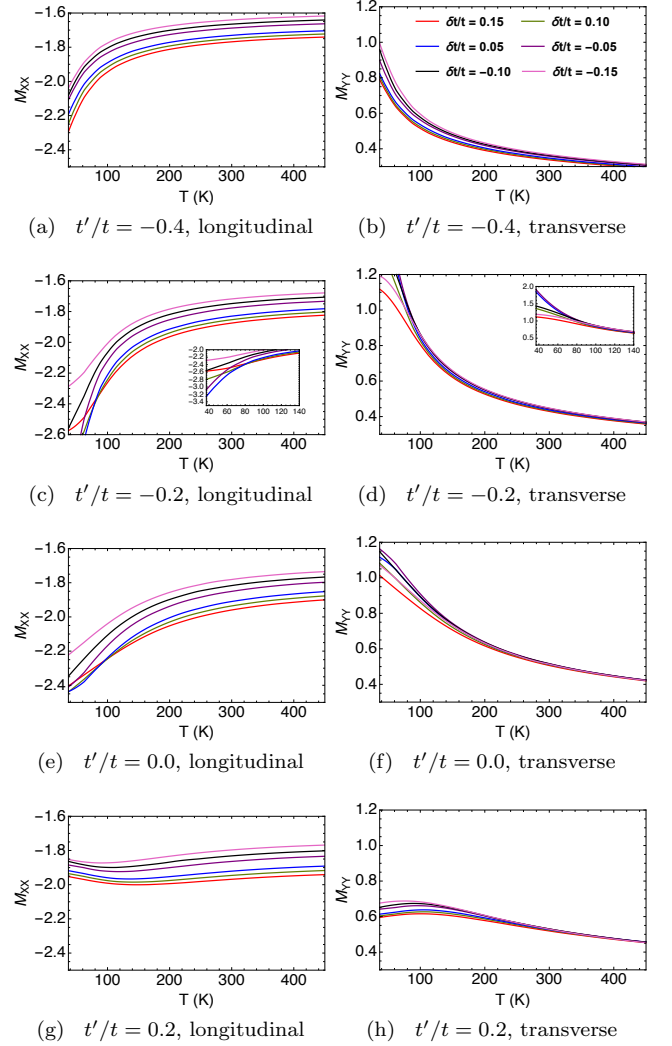 −1.6
−1.8
−2.0
−2.2
−2.4
M_XX
100 200 300 400
T (K)
(a) t′/t = −0.4, longitudinal
1.2
1.0
0.8
0.6
0.4
M_YY
δt/t = 0.15 δt/t = 0.10
δt/t = 0.05 δt/t = −0.05
δt/t = −0.10 δt/t = −0.15
100 200 300 400
T (K)
(b) t′/t = −0.4, transverse
−1.6
−1.8
−2.0
−2.2
−2.4
−2.6
M_XX
−2.0
−2.2
−2.4
−2.6
−2.8
−3.0
−3.2
−3.4
40 60 80 100 120 140
100 200 300 400
T (K)
(c) t′/t = −0.2, longitudinal
1.2
1.0
0.8
0.6
0.4
M_YY
2.0
1.5
1.0
0.5
40 60 80 100 120 140
100 200 300 400
T (K)
(d) t′/t = −0.2, transverse
−1.6
−1.8
−2.0
−2.2
−2.4
M_XX
100 200 300 400
T (K)
(e) t′/t = 0.0, longitudinal
1.2
1.0
0.8
0.6
0.4
M_YY
100 200 300 400
T (K)
(f) t′/t = 0.0, transverse
−1.6
−1.8
−2.0
−2.2
−2.4
M_XX
100 200 300 400
T (K)
(g) t′/t = 0.2, longitudinal
1.2
1.0
0.8
0.6
0.4
M_YY
100 200 300 400
T (K)
(h) t′/t = 0.2, transverse